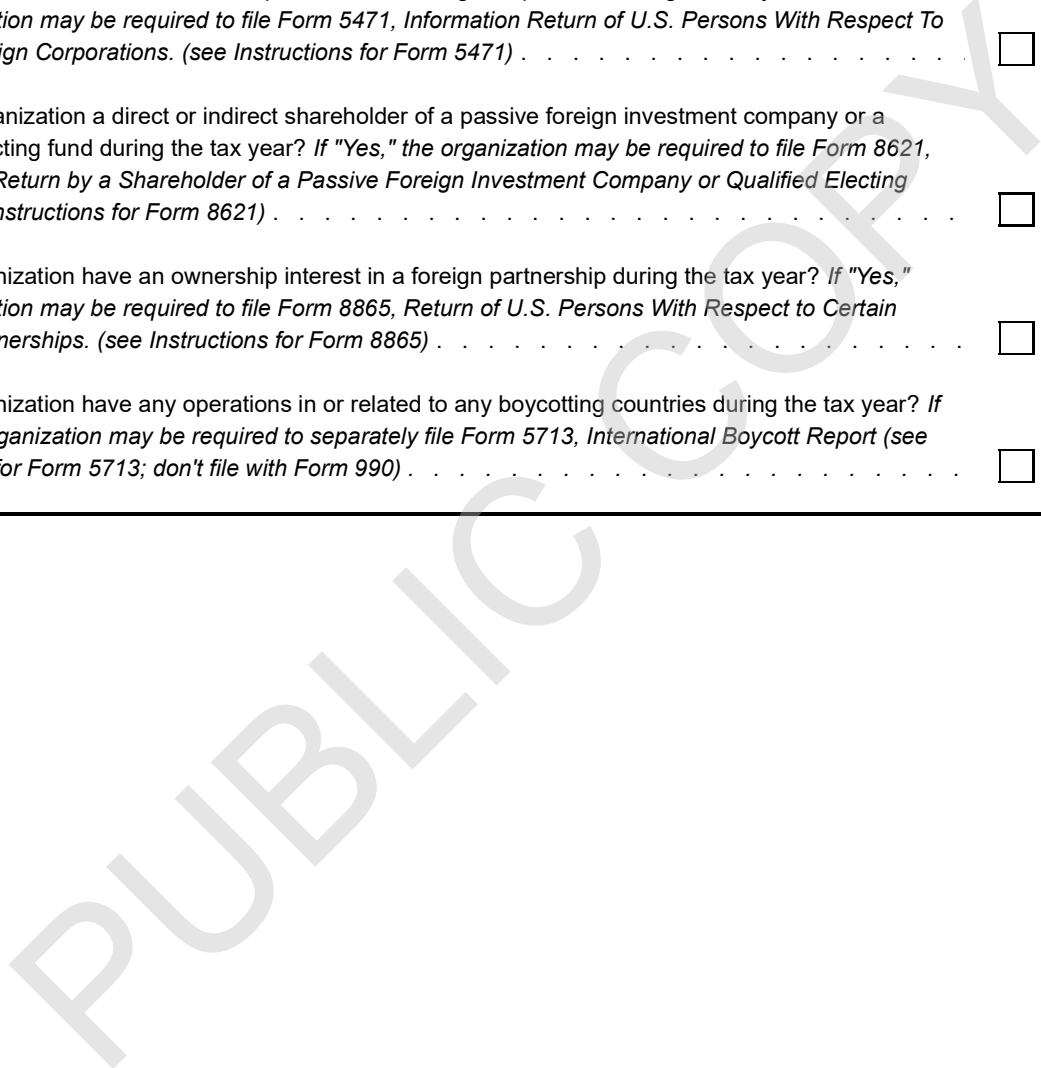 tion may be required to file Form 5471, Information Return of U.S. Persons With Respect To
ign Corporations. (see Instructions for Form 5471) . . . . . . . . . . . . . . . . . .
anization a direct or indirect shareholder of a passive foreign investment company or a
cting fund during the tax year? If "Yes," the organization may be required to file Form 8621,
Return by a Shareholder of a Passive Foreign Investment Company or Qualified Electing
nstructions for Form 8621) . . . . . . . . . . . . . . . . . . . . . . . . . . . . . . . .
nization have an ownership interest in a foreign partnership during the tax year? If "Yes,"
tion may be required to file Form 8865, Return of U.S. Persons With Respect to Certain
nerships. (see Instructions for Form 8865) . . . . . . . . . . . . . . . . . . . . . . . . .
nization have any operations in or related to any boycotting countries during the tax year? If
ganization may be required to separately file Form 5713, International Boycott Report (see
for Form 5713; don't file with Form 990) . . . . . . . . . . . . . . . . . . . . . . . . . .
PUBLIC COPY